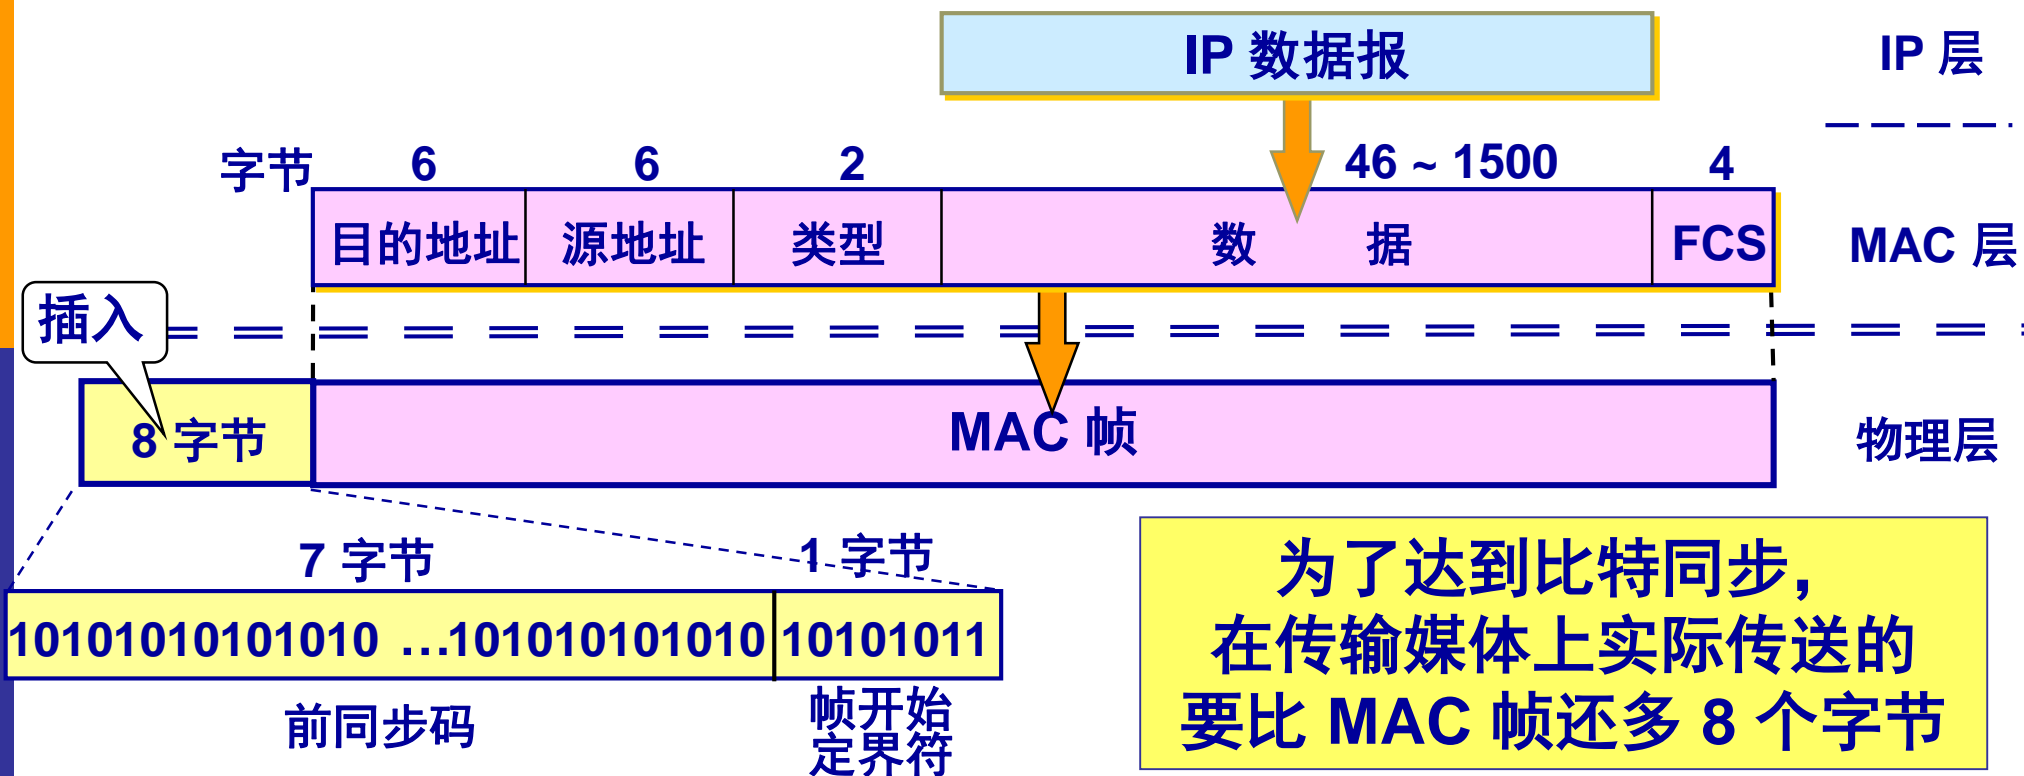 IP 数据报
IP 层
字节 6 6 2 46 ~ 1500 4
目的地址 源地址 类型 数 据 FCS
MAC 层
插入
8 字节
MAC 帧
物理层
7 字节 1 字节
10101010101010 …101010101010 10101011
前同步码
帧开始
定界符
为了达到比特同步,
在传输媒体上实际传送的
要比 MAC 帧还多 8 个字节